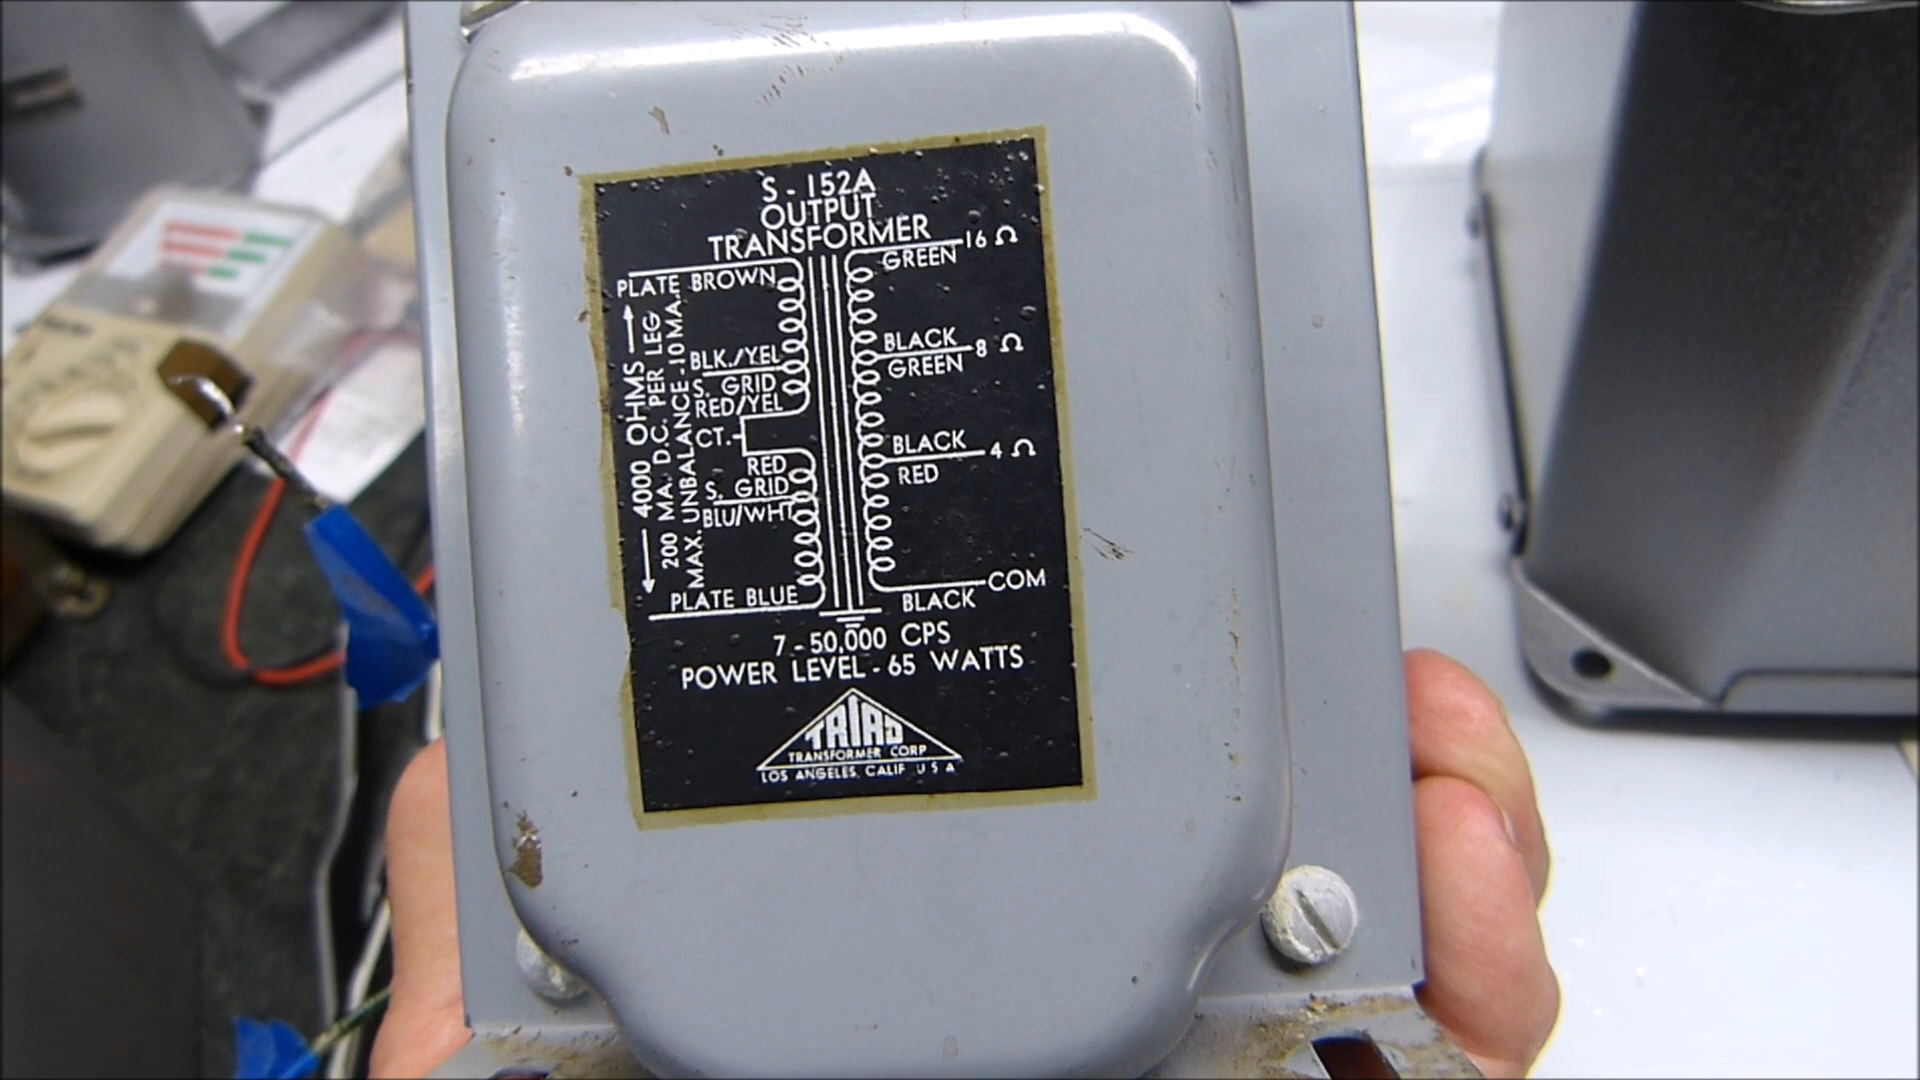 S-152A
OUTPUT
TRANSFORMER
PLATE BROWN
BLK./YEL
S. GRID
RED/YEL
CT.
RED
S. GRID
BLU/WHT
PLATE BLUE
4000 OHMS
200 MA. D.C. PER LEG
MAX. UNBALANCE 10 MA.
16 Ω
GREEN
BLACK
8 Ω
GREEN
BLACK
4 Ω
RED
COM
BLACK
7-50,000 CPS
POWER LEVEL - 65 WATTS
TRIAD
TRANSFORMER CORP
LOS ANGELES, CALIF U S A